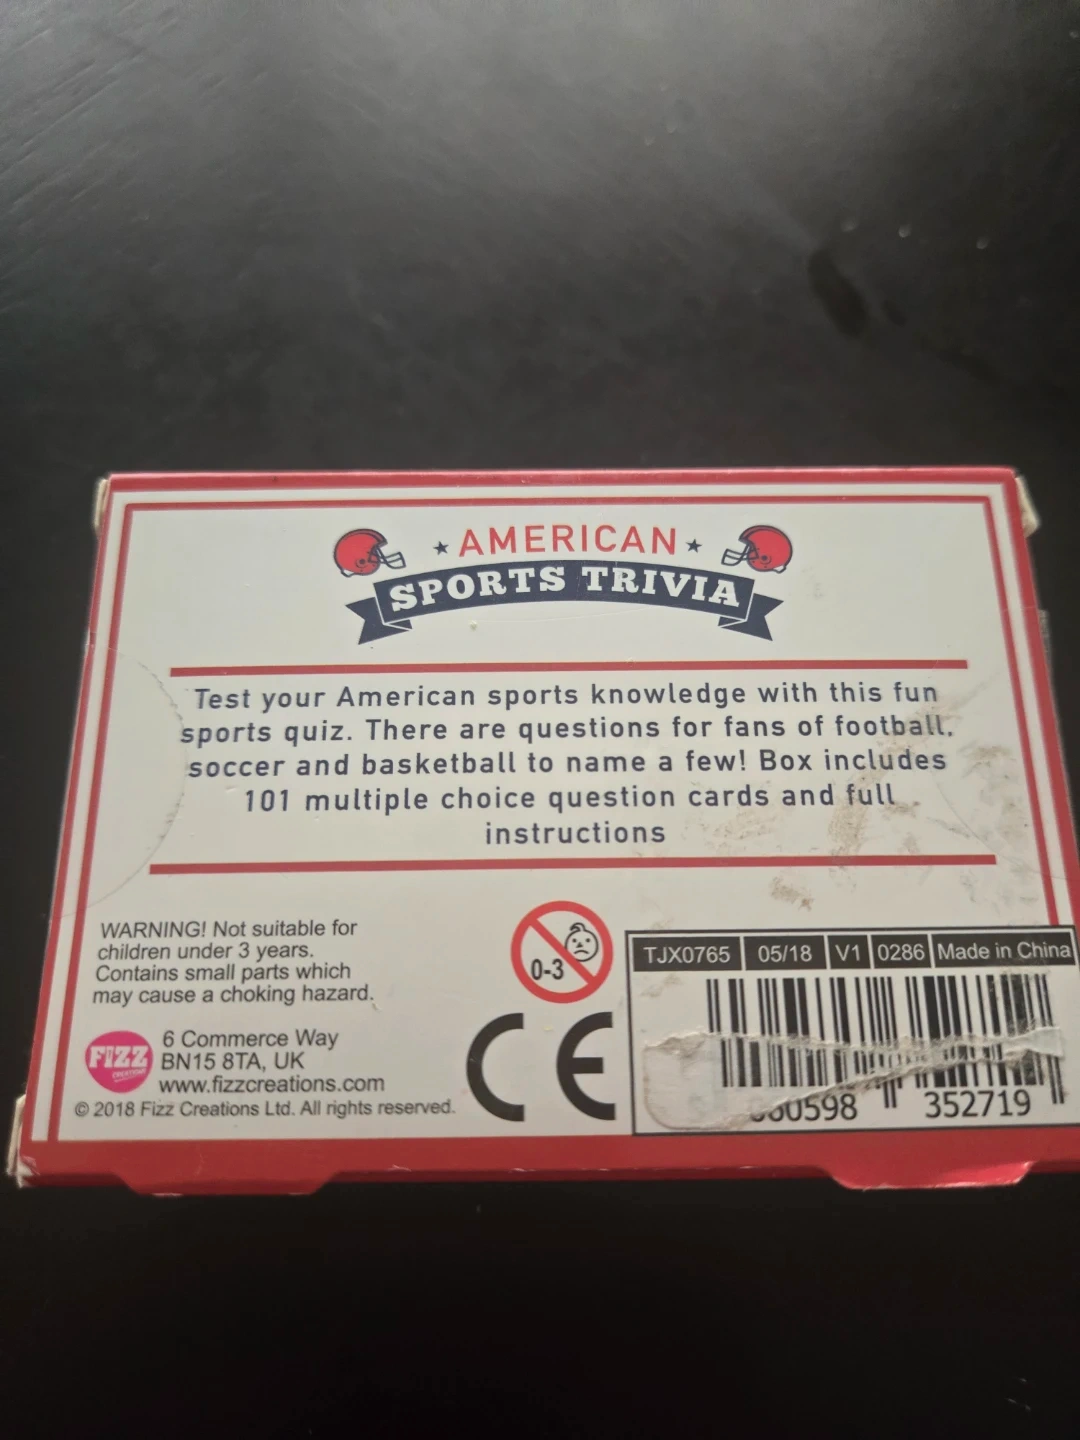 AMERICAN
SPORTS TRIVIA
Test your American sports knowledge with this fun
sports quiz. There are questions for fans of football,
soccer and basketball to name a few! Box includes
101 multiple choice question cards and full
instructions
WARNING! Not suitable for
children under 3 years.
Contains small parts which
may cause a choking hazard.
0-3
FIZZ
CREATIONS
6 Commerce Way
BN15 8TA, UK
www.fizzcreations.com
© 2018 Fizz Creations Ltd. All rights reserved.
CE
TJX0765 05/18 V1 0286 Made in China
060598 352719